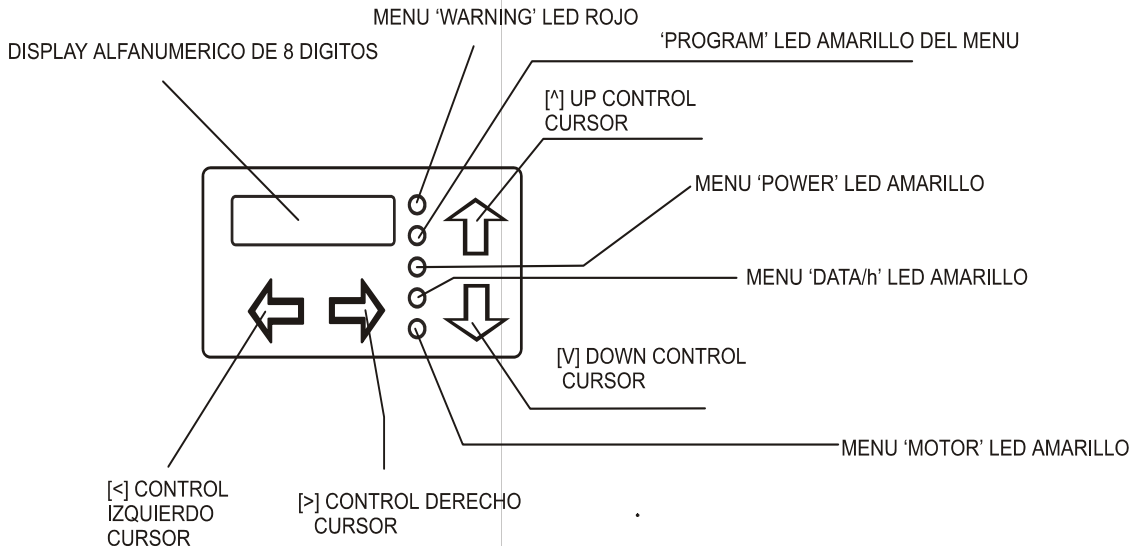 MENU 'WARNING' LED ROJO
DISPLAY ALFANUMERICO DE 8 DIGITOS
'PROGRAM' LED AMARILLO DEL MENU
[^] UP CONTROL
CURSOR
MENU 'POWER' LED AMARILLO
MENU 'DATA/h' LED AMARILLO
[V] DOWN CONTROL
CURSOR
MENU 'MOTOR' LED AMARILLO
[<] CONTROL
IZQUIERDO
CURSOR
[>] CONTROL DERECHO
CURSOR